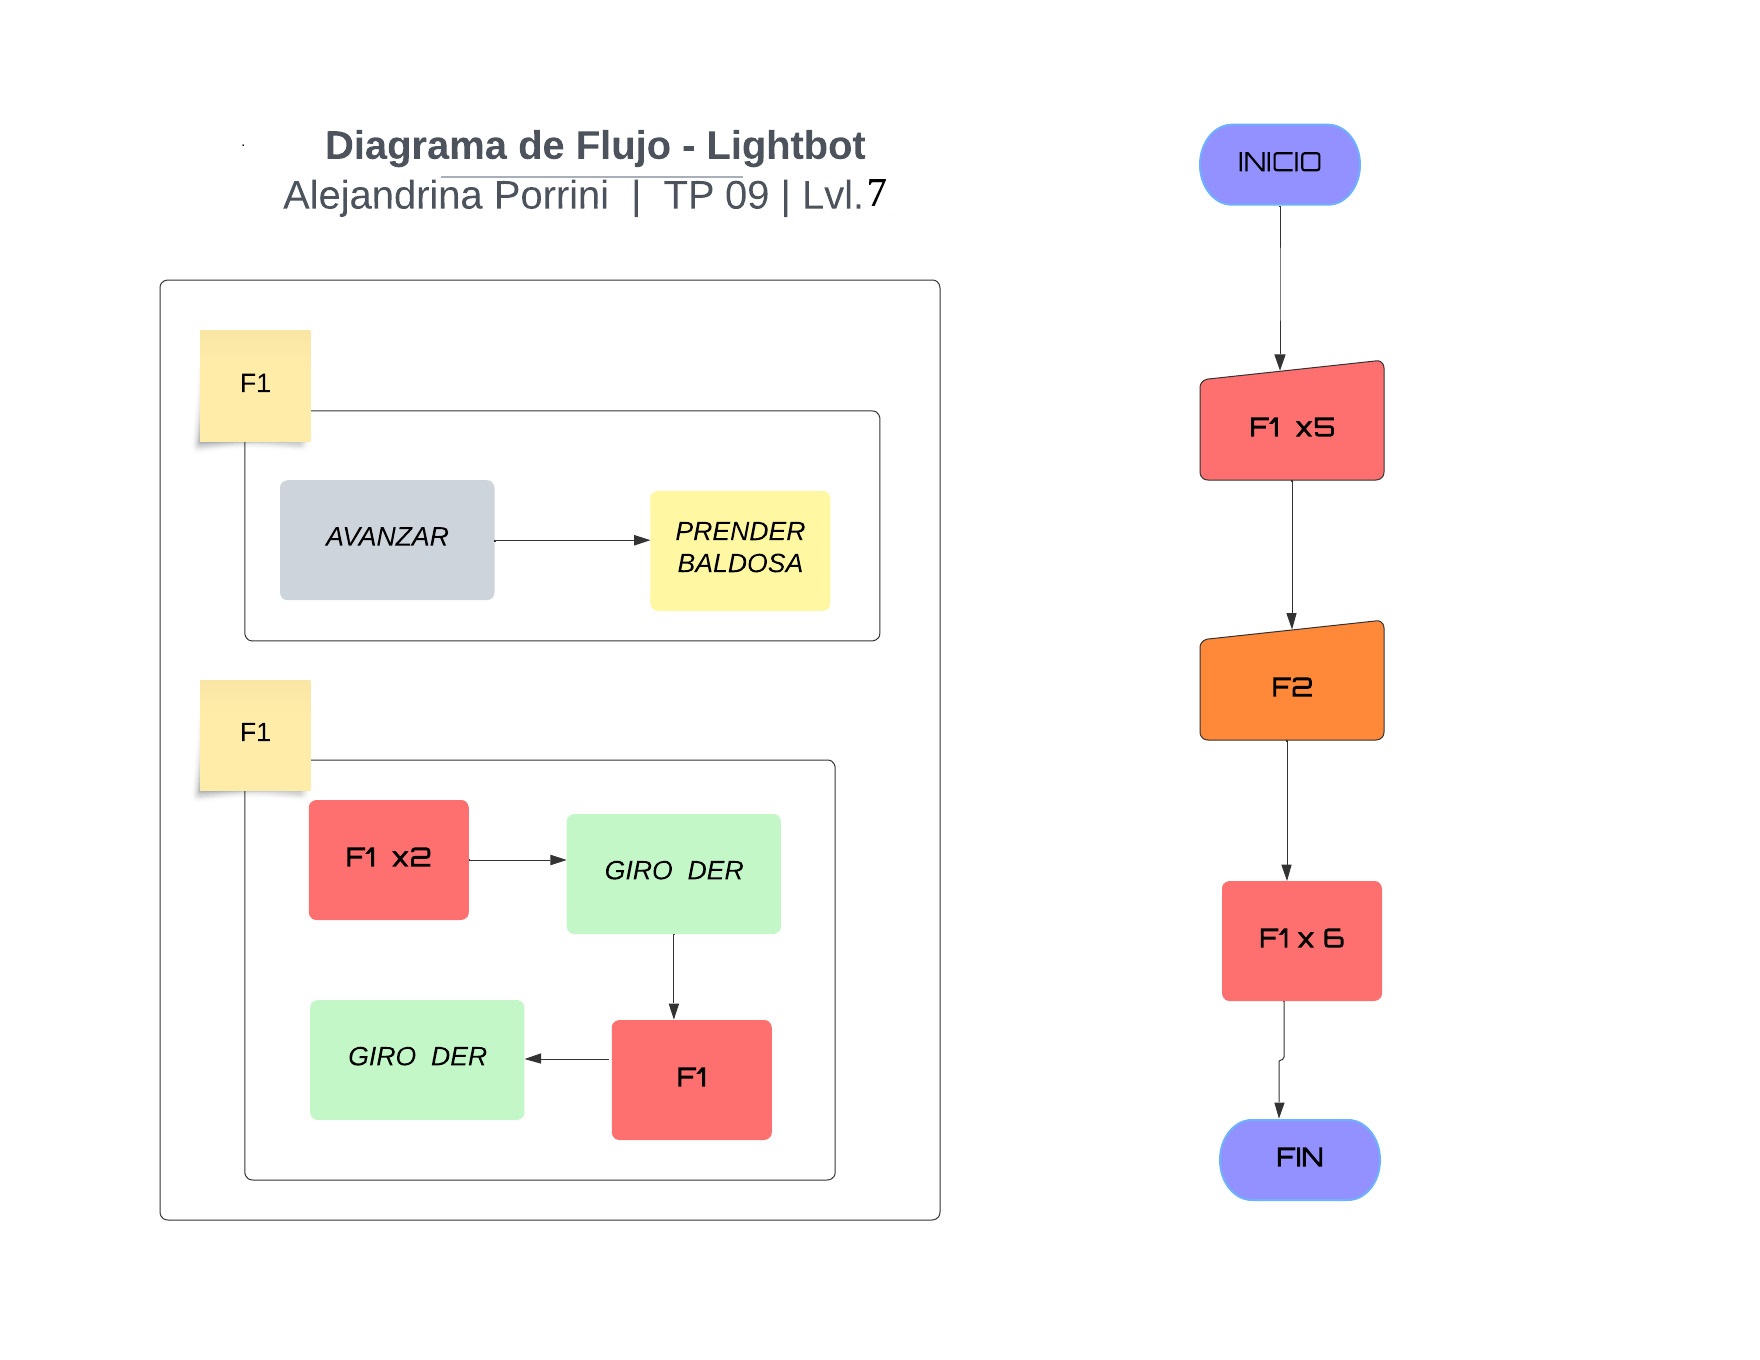 Diagrama de Flujo - Lightbot
Alejandrina Porrini | TP 09 | Lvl.7
F1
AVANZAR
PRENDER
BALDOSA
F1
F1 x2
GIRO DER
GIRO DER
F1
INICIO
F1 x5
F2
F1 x 6
FIN